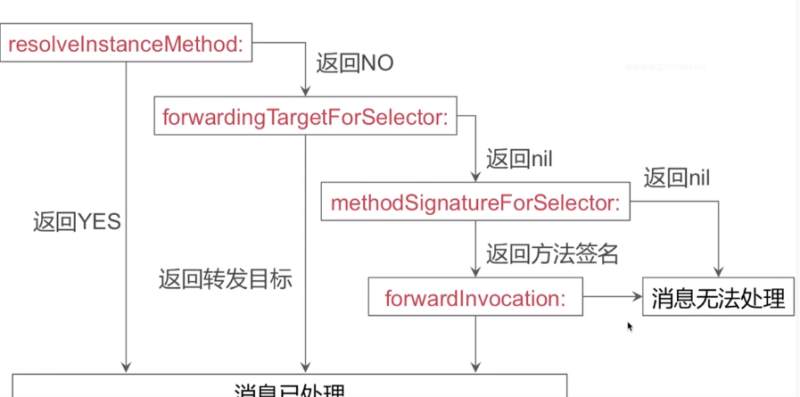 resolveInstanceMethod:
返回NO
forwardingTargetForSelector:
返回nil
返回nil
methodSignatureForSelector:
返回YES
返回方法签名
返回转发目标
forwardInvocation:
消息无法处理
消息已处理